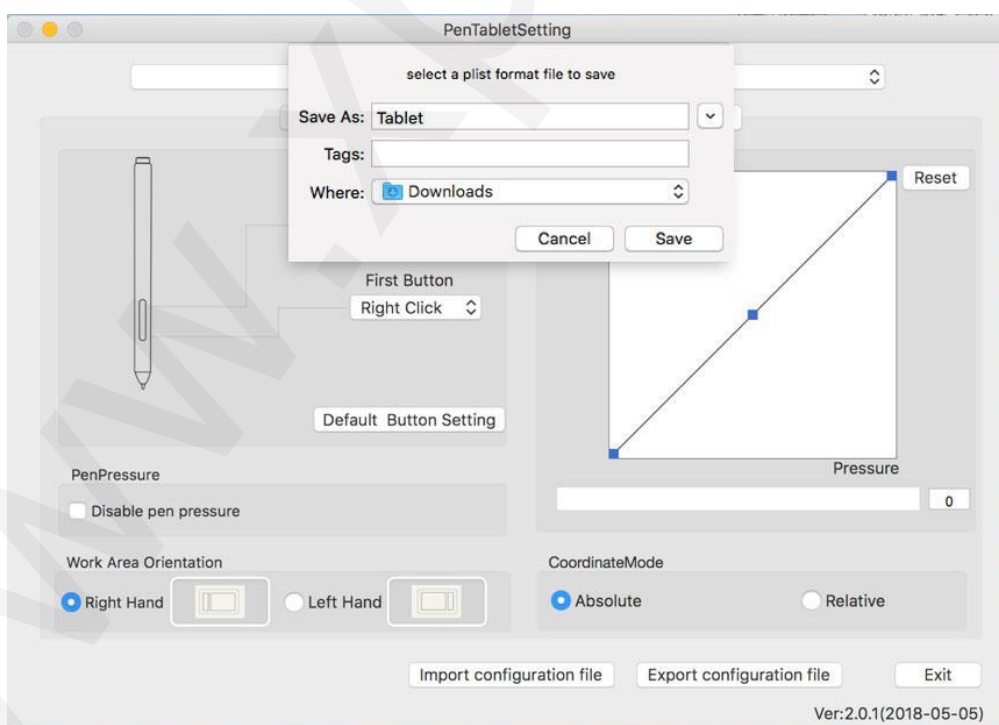 PenTabletSetting
select a plist format file to save
Save As: Tablet
Tags:
Where: Downloads
Cancel Save
Reset
First Button
Right Click
Default Button Setting
Pressure
0
PenPressure
Disable pen pressure
Work Area Orientation
Right Hand Left Hand
CoordinateMode
Absolute Relative
Import configuration file Export configuration file Exit
Ver:2.0.1(2018-05-05)